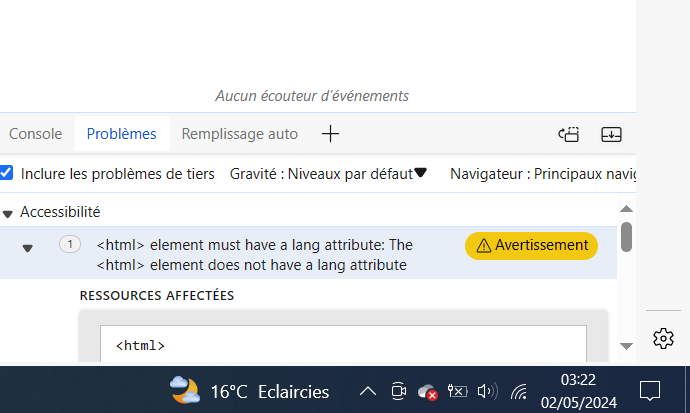 Aucun écouteur d'événements
Console Problèmes Remplissage auto
Inclure les problèmes de tiers Gravité : Niveaux par défaut Navigateur : Principaux navig
Accessibilité
1 <html> element must have a lang attribute: The Avertissement
<html> element does not have a lang attribute
RESSOURCES AFFECTÉES
<html>
16°C Eclaircies 03:22
02/05/2024